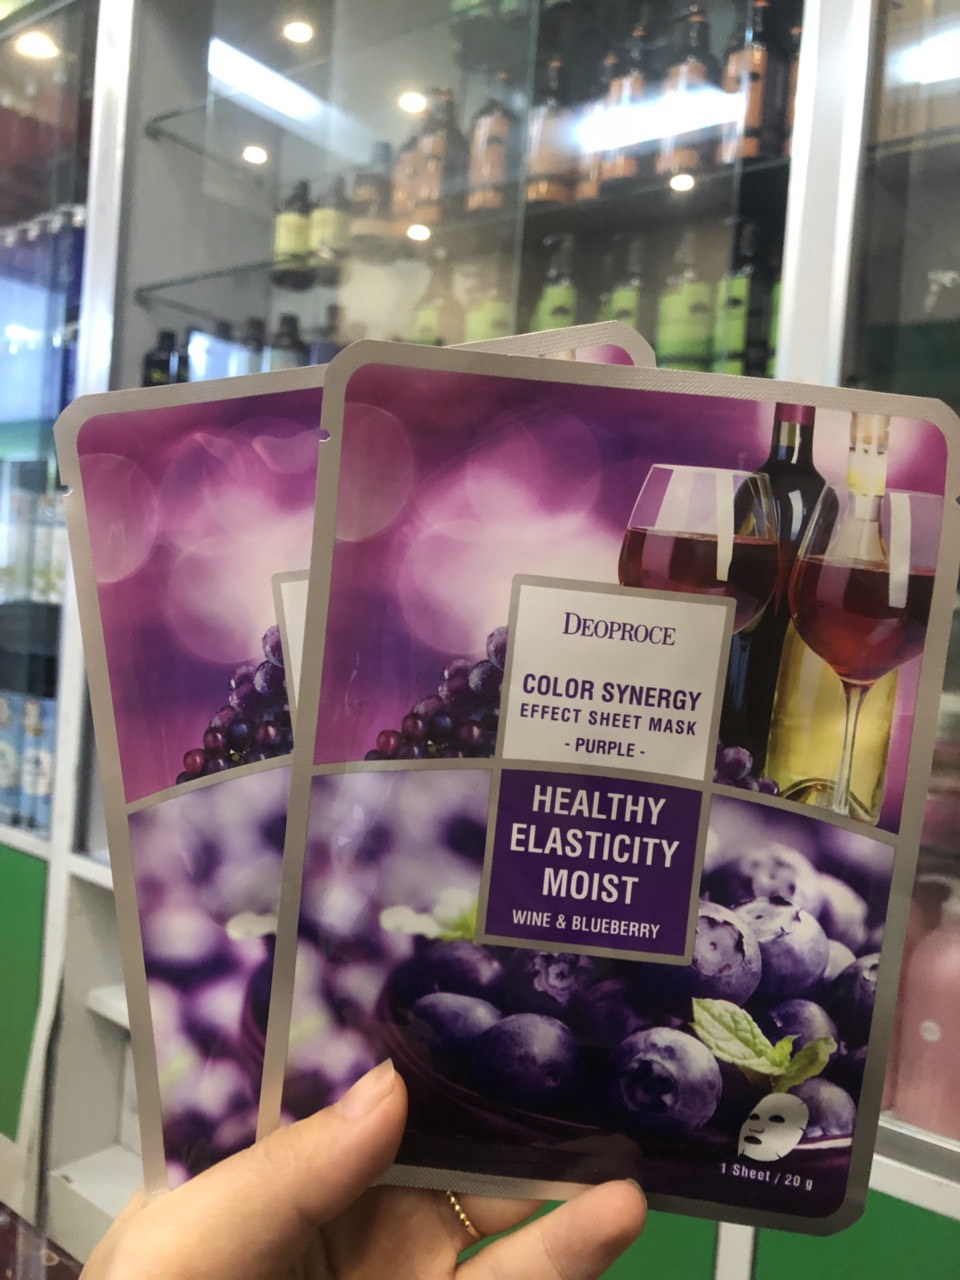 DEOPROCE
COLOR SYNERGY
EFFECT SHEET MASK
- PURPLE -
HEALTHY
ELASTICITY
MOIST
WINE & BLUEBERRY
1 Sheet / 20 g